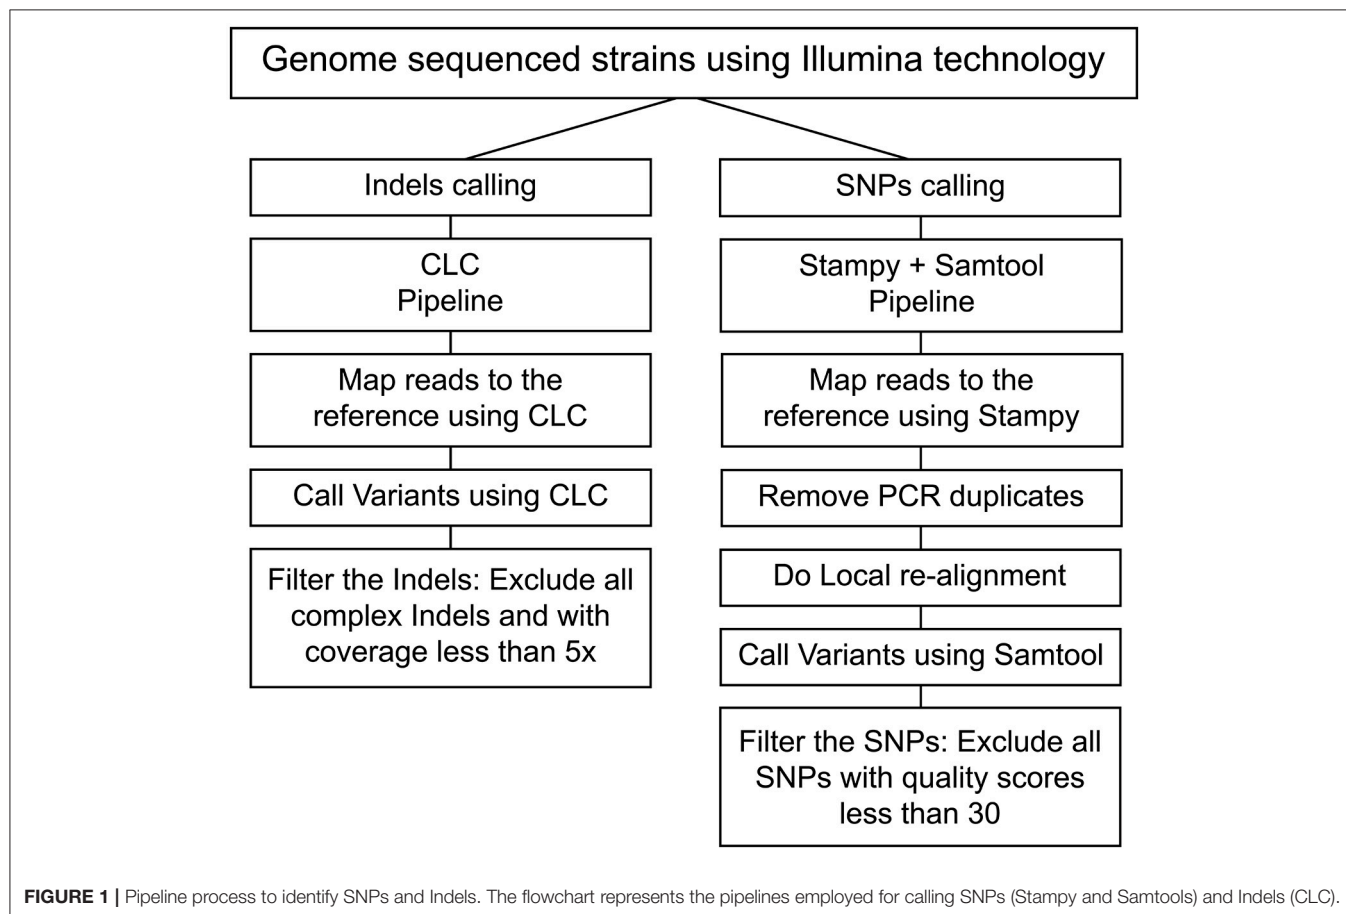 Genome sequenced strains using Illumina technology
Indels calling
CLC
Pipeline
Map reads to the
reference using CLC
Call Variants using CLC
Filter the Indels: Exclude all
complex Indels and with
coverage less than 5x
SNPs calling
Stampy + Samtool
Pipeline
Map reads to the
reference using Stampy
Remove PCR duplicates
Do Local re-alignment
Call Variants using Samtool
Filter the SNPs: Exclude all
SNPs with quality scores
less than 30
FIGURE 1 | Pipeline process to identify SNPs and Indels. The flowchart represents the pipelines employed for calling SNPs (Stampy and Samtools) and Indels (CLC).